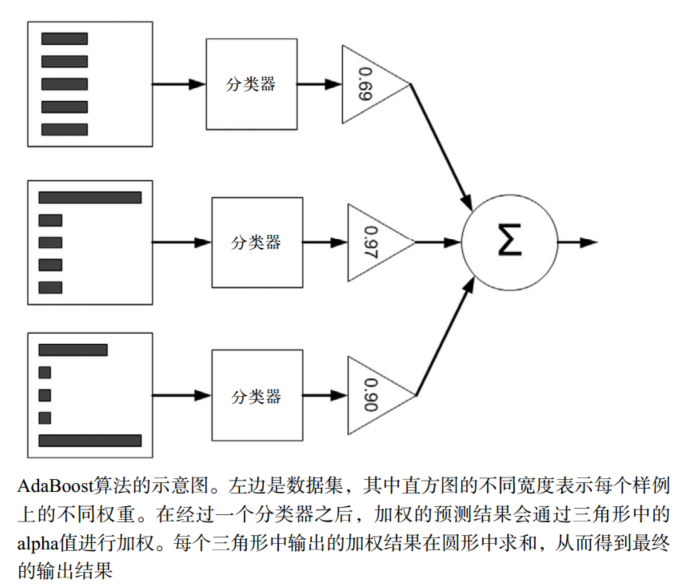 分类器
0.69
分类器
0.97
Σ
分类器
0.90
AdaBoost算法的示意图。左边是数据集，其中直方图的不同宽度表示每个样例
上的不同权重。在经过一个分类器之后，加权的预测结果会通过三角形中的
alpha值进行加权。每个三角形中输出的加权结果在圆形中求和，从而得到最终
的输出结果